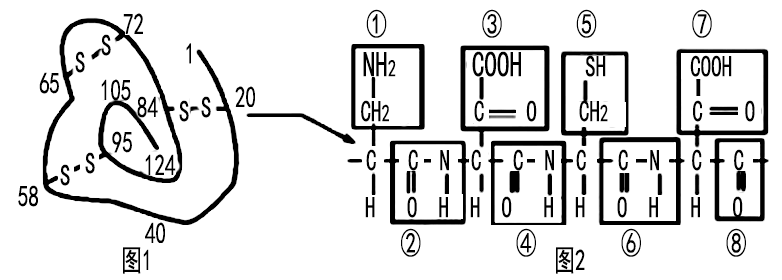 72
S
S
65
1
105
84
S
S
20
95
124
S
S
58
40
图1
① ③ ⑤ ⑦
NH2 COOH SH COOH
CH2 C = O CH2 C = O
- C - C - N - C - C - N - C - C - N - C - C -
H O H H O H H O H H O
② ④ ⑥ ⑧
图2